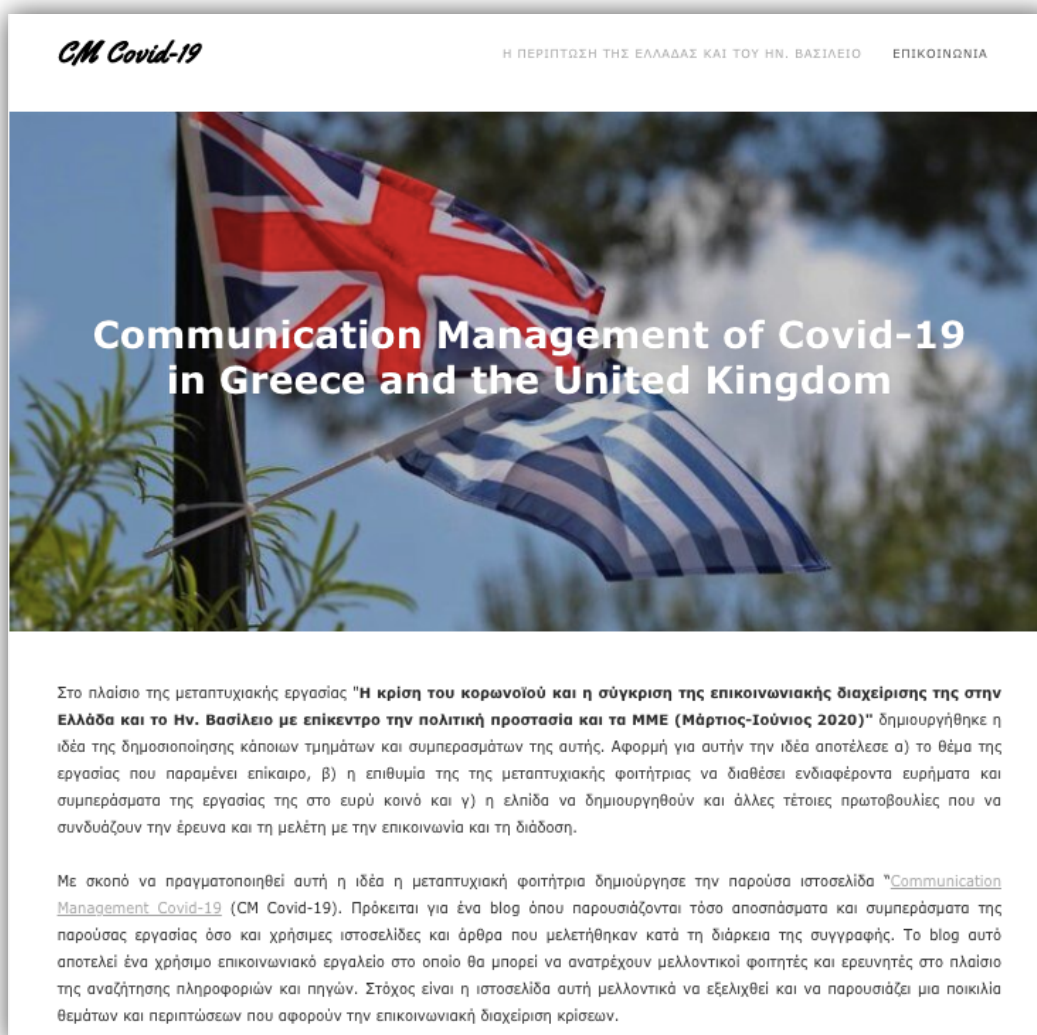 CM Covid-19
Η ΠΕΡΙΠΤΩΣΗ ΤΗΣ ΕΛΛΑΔΑΣ ΚΑΙ ΤΟΥ ΗΝ. ΒΑΣΙΛΕΙΟ ΕΠΙΚΟΙΝΩΝΙΑ
Communication Management of Covid-19
in Greece and the United Kingdom
Στο πλαίσιο της μεταπτυχιακής εργασίας "Η κρίση του κορωνοϊού και η σύγκριση της επικοινωνιακής διαχείρισης της στην
Ελλάδα και το Ην. Βασίλειο με επίκεντρο την πολιτική προστασία και τα ΜΜΕ (Μάρτιος-Ιούνιος 2020)" δημιουργήθηκε η
ιδέα της δημοσιοποίησης κάποιων τμημάτων και συμπερασμάτων της αυτής. Αφορμή για αυτήν την ιδέα αποτέλεσε α) το θέμα της
εργασίας που παραμένει επίκαιρο, β) η επιθυμία της της μεταπτυχιακής φοιτήτριας να διαθέσει ενδιαφέροντα ευρήματα και
συμπεράσματα της εργασίας της στο ευρύ κοινό και γ) η ελπίδα να δημιουργηθούν και άλλες τέτοιες πρωτοβουλίες που να
συνδυάζουν την έρευνα και τη μελέτη με την επικοινωνία και τη διάδοση.
Με σκοπό να πραγματοποιηθεί αυτή η ιδέα η μεταπτυχιακή φοιτήτρια δημιούργησε την παρούσα ιστοσελίδα "Communication
Management Covid-19 (CM Covid-19). Πρόκειται για ένα blog όπου παρουσιάζονται τόσο αποσπάσματα και συμπεράσματα της
παρούσας εργασίας όσο και χρήσιμες ιστοσελίδες και άρθρα που μελετήθηκαν κατά τη διάρκεια της συγγραφής. Το blog αυτό
αποτελεί ένα χρήσιμο επικοινωνιακό εργαλείο στο οποίο θα μπορεί να ανατρέχουν μελλοντικοί φοιτητές και ερευνητές στο πλαίσιο
της αναζήτησης πληροφοριών και πηγών. Στόχος είναι η ιστοσελίδα αυτή μελλοντικά να εξελιχθεί και να παρουσιάζει μια ποικιλία
θεμάτων και περιπτώσεων που αφορούν την επικοινωνιακή διαχείριση κρίσεων.